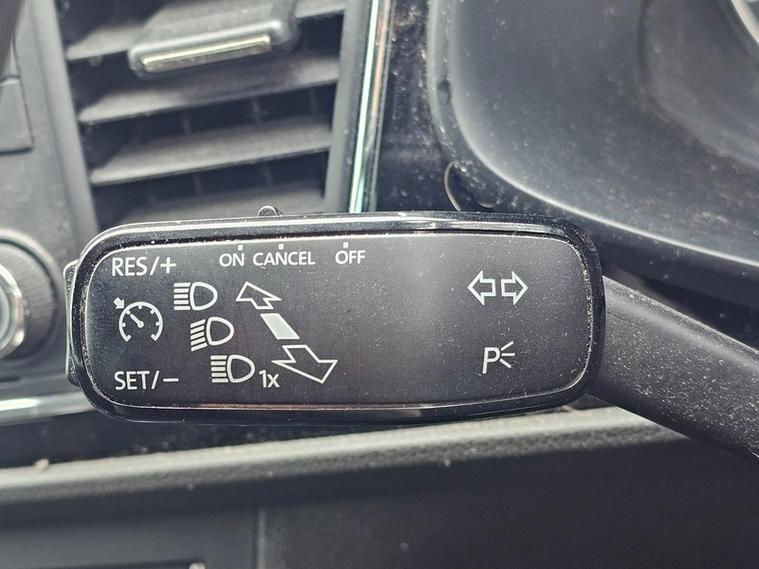 RES/+
ON CANCEL OFF
1x
SET/−
P